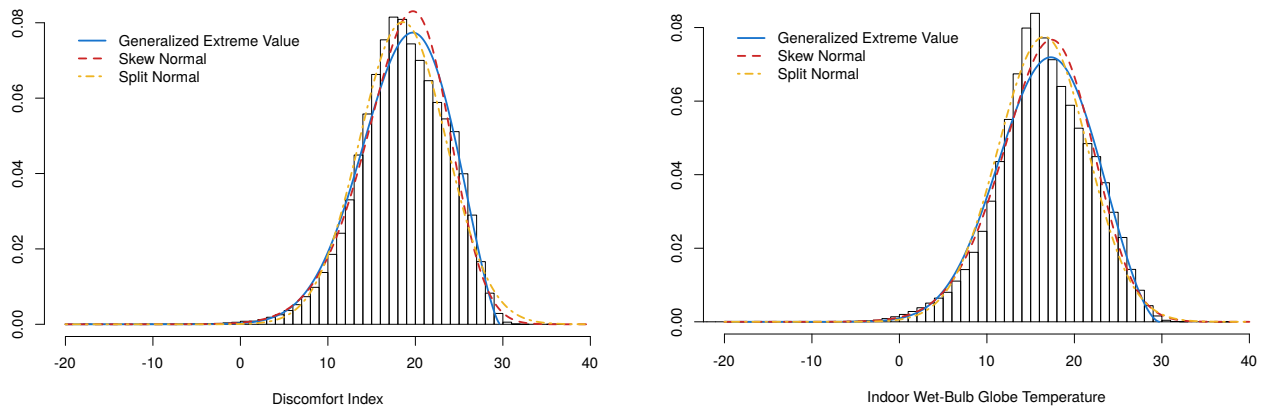 0.00 0.02 0.04 0.06 0.08
Generalized Extreme Value
Skew Normal
Split Normal
-20 -10 0 10 20 30 40
Discomfort Index
0.00 0.02 0.04 0.06 0.08
Generalized Extreme Value
Skew Normal
Split Normal
-20 -10 0 10 20 30 40
Indoor Wet-Bulb Globe Temperature